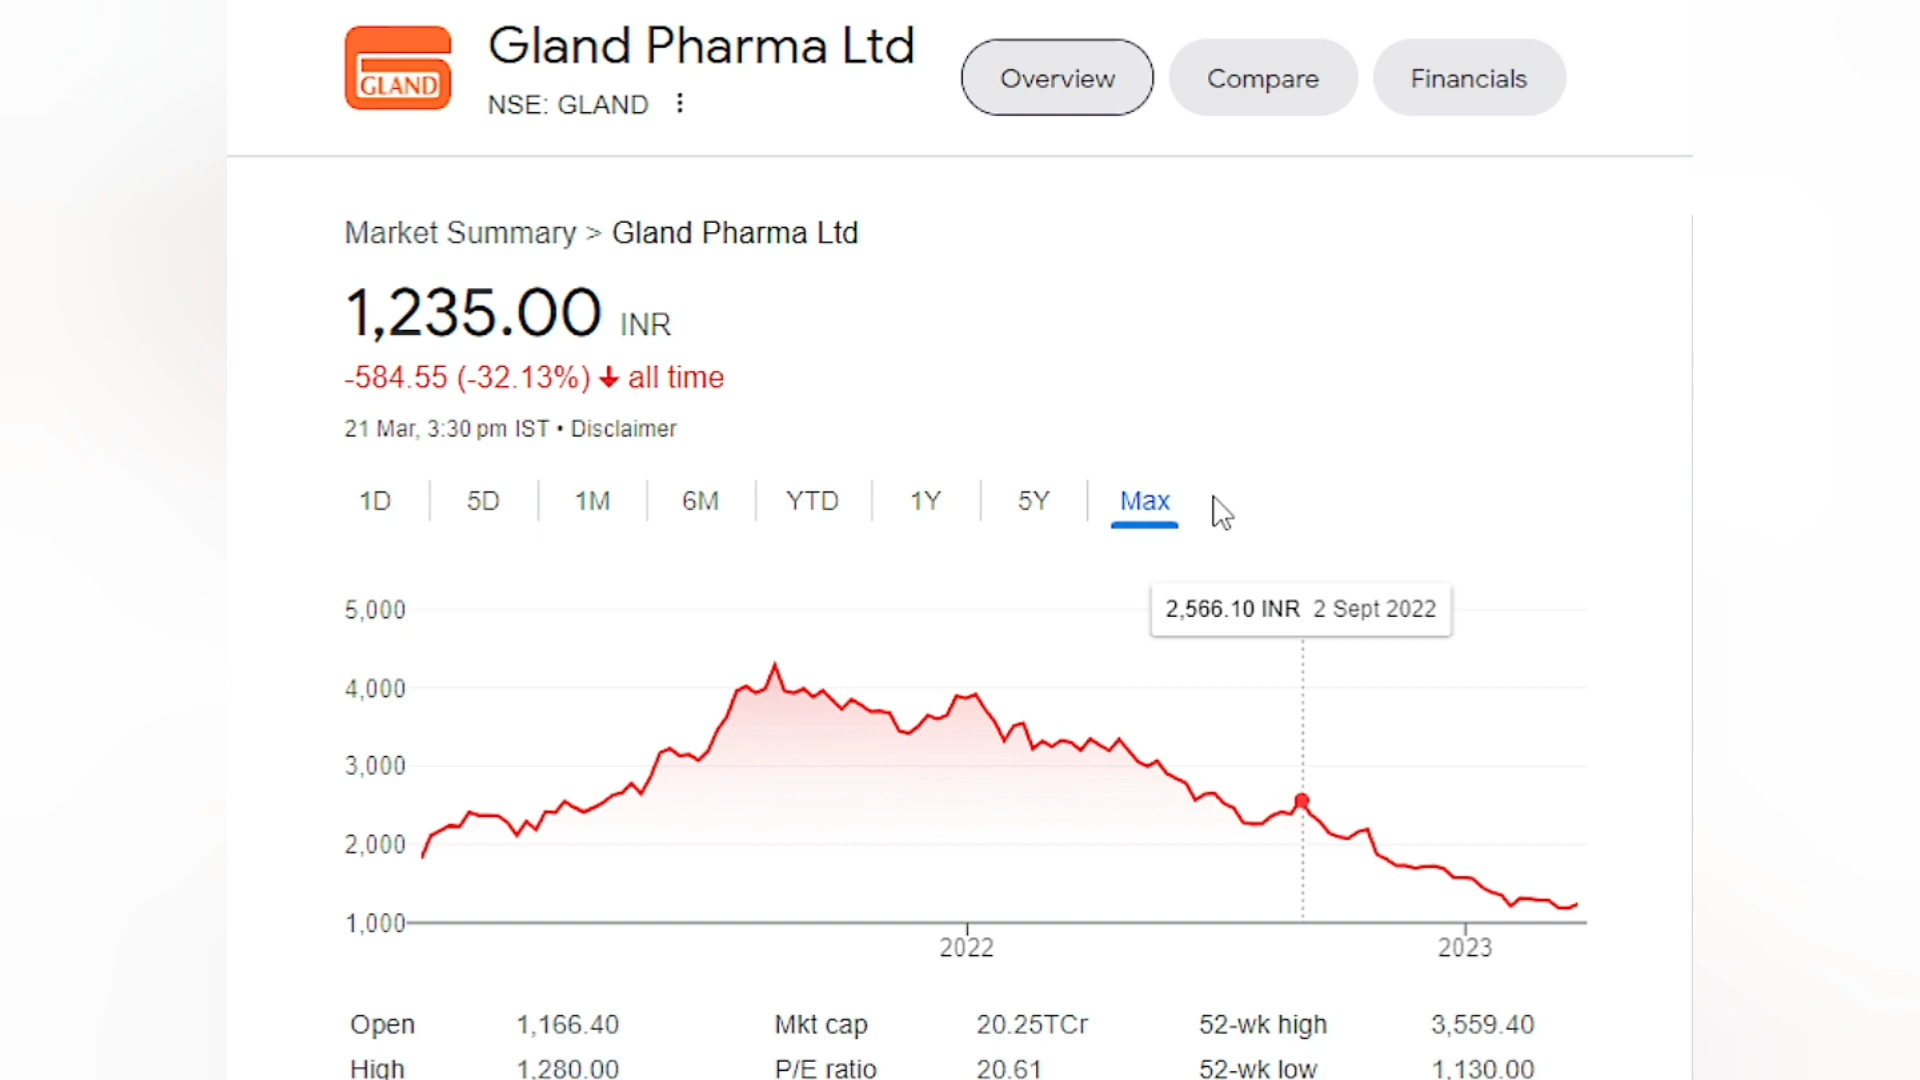 GLAND
Gland Pharma Ltd
NSE: GLAND
Overview
Compare
Financials
Market Summary > Gland Pharma Ltd
1,235.00 INR
-584.55 (-32.13%) ↓ all time
21 Mar, 3:30 pm IST • Disclaimer
1D 5D 1M 6M YTD 1Y 5Y Max
2,566.10 INR 2 Sept 2022
5,000
4,000
3,000
2,000
1,000
2022 2023
Open 1,166.40 Mkt cap 20.25TCr 52-wk high 3,559.40
High 1,280.00 P/E ratio 20.61 52-wk low 1,130.00